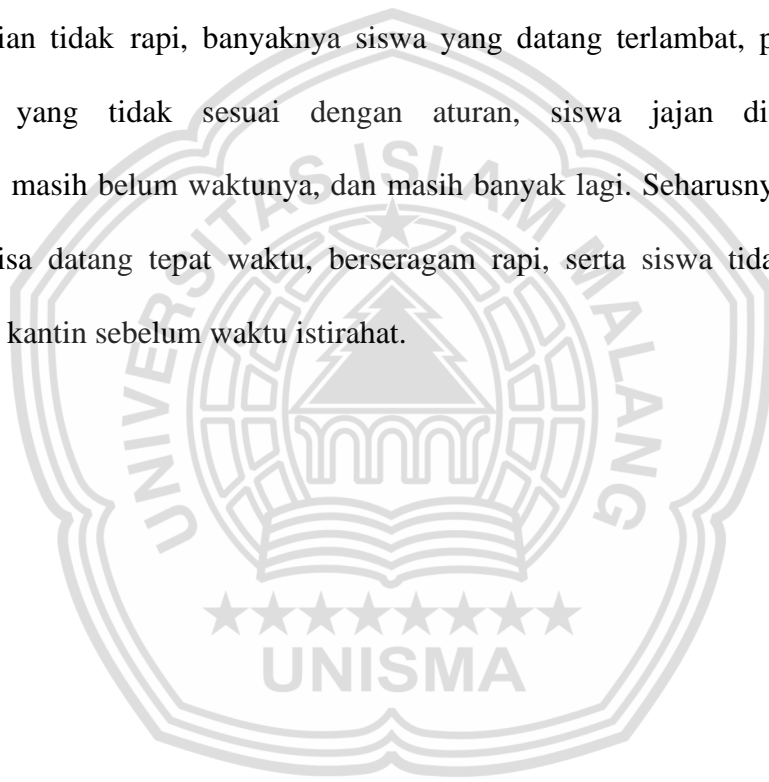 ian tidak rapi, banyaknya siswa yang datang terlambat, p
yang tidak sesuai dengan aturan, siswa jajan di
masih belum waktunya, dan masih banyak lagi. Seharusny
isa datang tepat waktu, berseragam rapi, serta siswa tida
kantin sebelum waktu istirahat.
UNIVERSITAS ISLAM MALANG
UNISMA